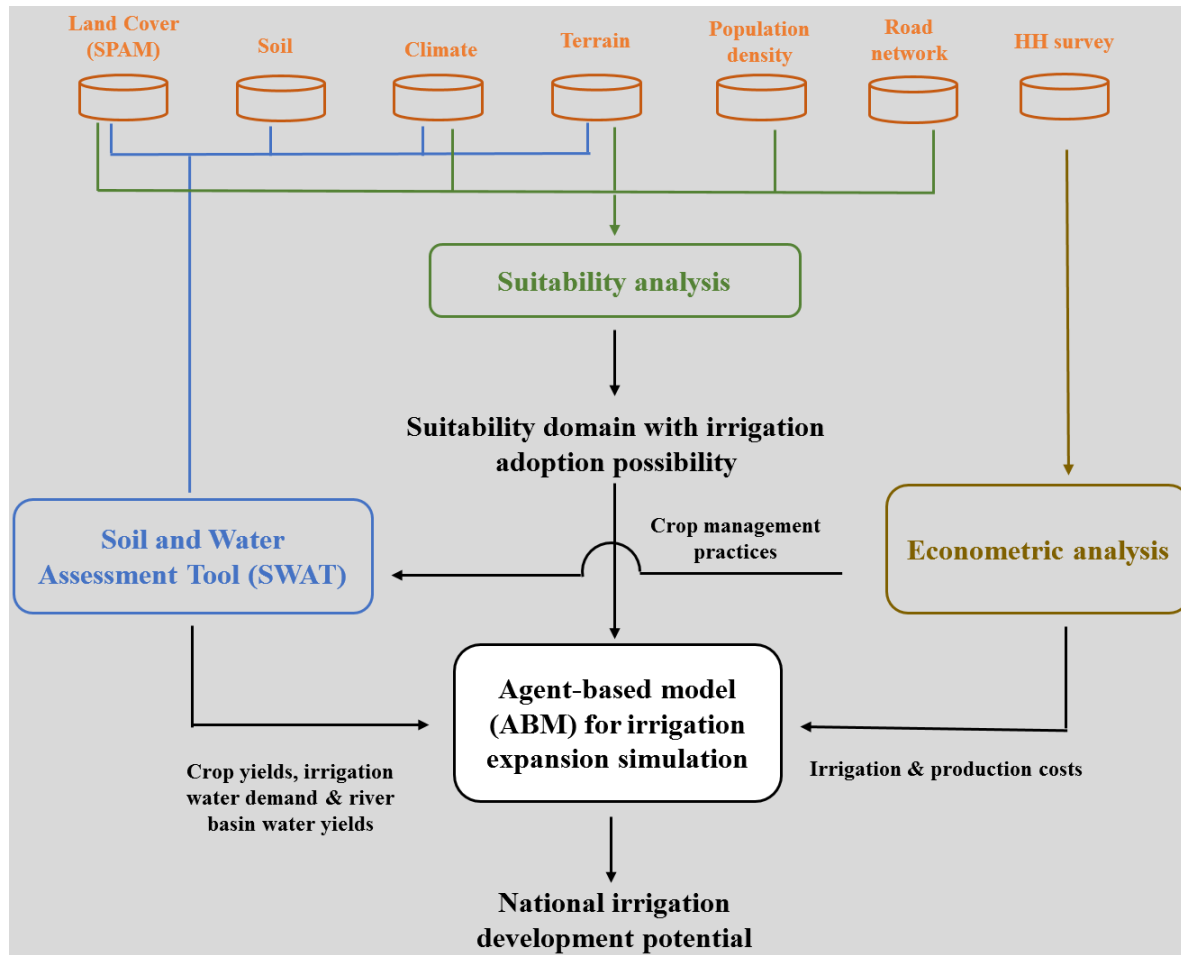 Land Cover
(SPAM)
Soil
Climate
Terrain
Population
density
Road
network
HH survey
Suitability analysis
Suitability domain with irrigation
adoption possibility
Crop management
practices
Soil and Water
Assessment Tool (SWAT)
Econometric analysis
Agent-based model
(ABM) for irrigation
expansion simulation
Crop yields, irrigation
water demand & river
basin water yields
Irrigation & production costs
National irrigation
development potential